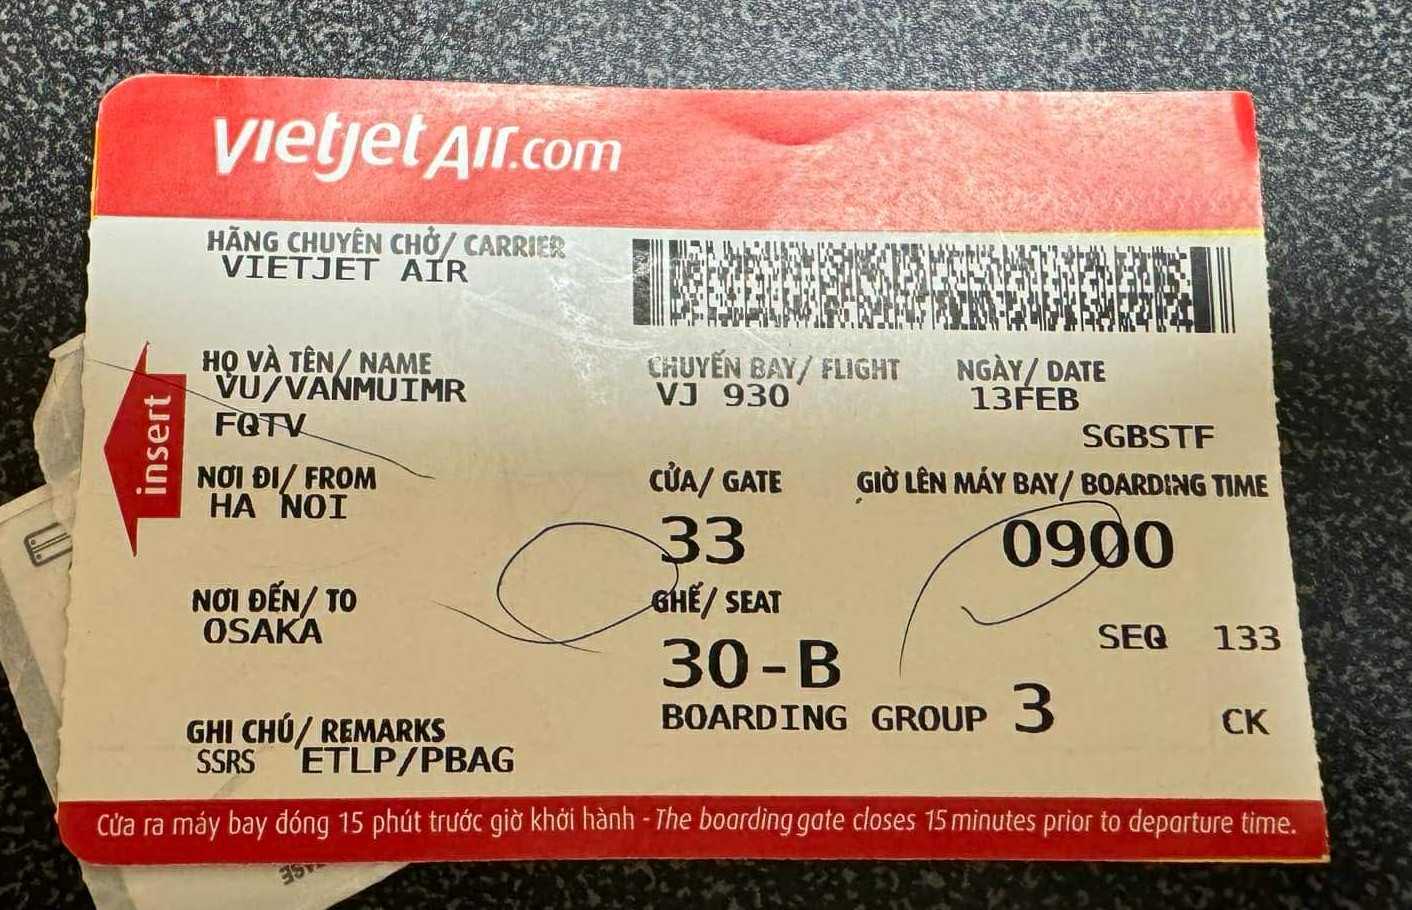 vietjet Air.com
HÃNG CHUYÊN CHỞ/ CARRIER
VIETJET AIR
HỌ VÀ TÊN/ NAME
VU/VANMUIMR
FQTV
CHUYẾN BAY/ FLIGHT
VJ 930
NGÀY/ DATE
13FEB
SGBSTF
insert
NƠI ĐI/ FROM
HA NOI
CỬA/ GATE
33
GIỜ LÊN MÁY BAY/ BOARDING TIME
0900
NƠI ĐẾN/ TO
OSAKA
GHẾ/ SEAT
30-B
SEQ 133
BOARDING GROUP 3
CK
GHI CHÚ/ REMARKS
SSRS ETLP/PBAG
Cửa ra máy bay đóng 15 phút trước giờ khởi hành - The boarding gate closes 15 minutes prior to departure time.